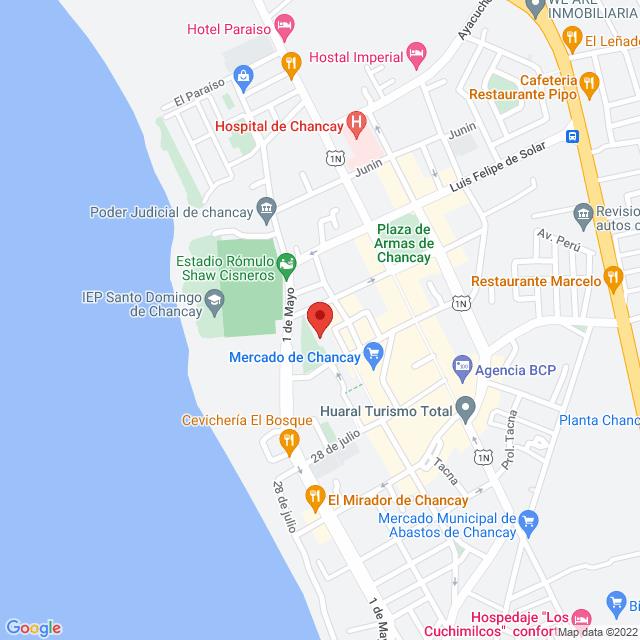 WE ARE
INMOBILIARIA
Hotel Paraiso
Ayacucho
El Leñado
Hostal Imperial
Cafeteria
Restaurante Pipo
El Paraiso
Hospital de Chancay
Junin
1N
Junin
Luis Felipe de Solar
Poder Judicial de chancay
Plaza de
Armas de
Chancay
Revision
autos c
Av. Perú
Estadio Rómulo
Shaw Cisneros
Restaurante Marcelo
IEP Santo Domingo
de Chancay
1 de Mayo
1N
Mercado de Chancay
Agencia BCP
Huaral Turismo Total
Cevichería El Bosque
Planta Chanc
Prol. Tacna
28 de julio
1N
Tacna
28 de julio
El Mirador de Chancay
Mercado Municipal de
Abastos de Chancay
1 de Ma
Hospedaje "Los
Cuchimilcos" confort
Bi
Google
Map data ©2022